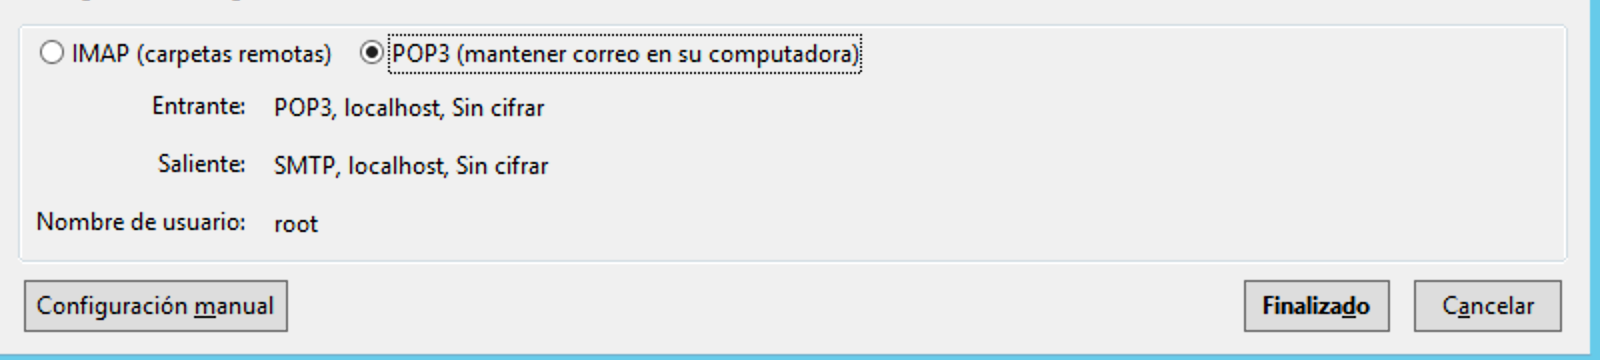 IMAP (carpetas remotas) POP3 (mantener correo en su computadora)
Entrante: POP3, localhost, Sin cifrar
Saliente: SMTP, localhost, Sin cifrar
Nombre de usuario: root
Configuración manual Finalizado Cancelar